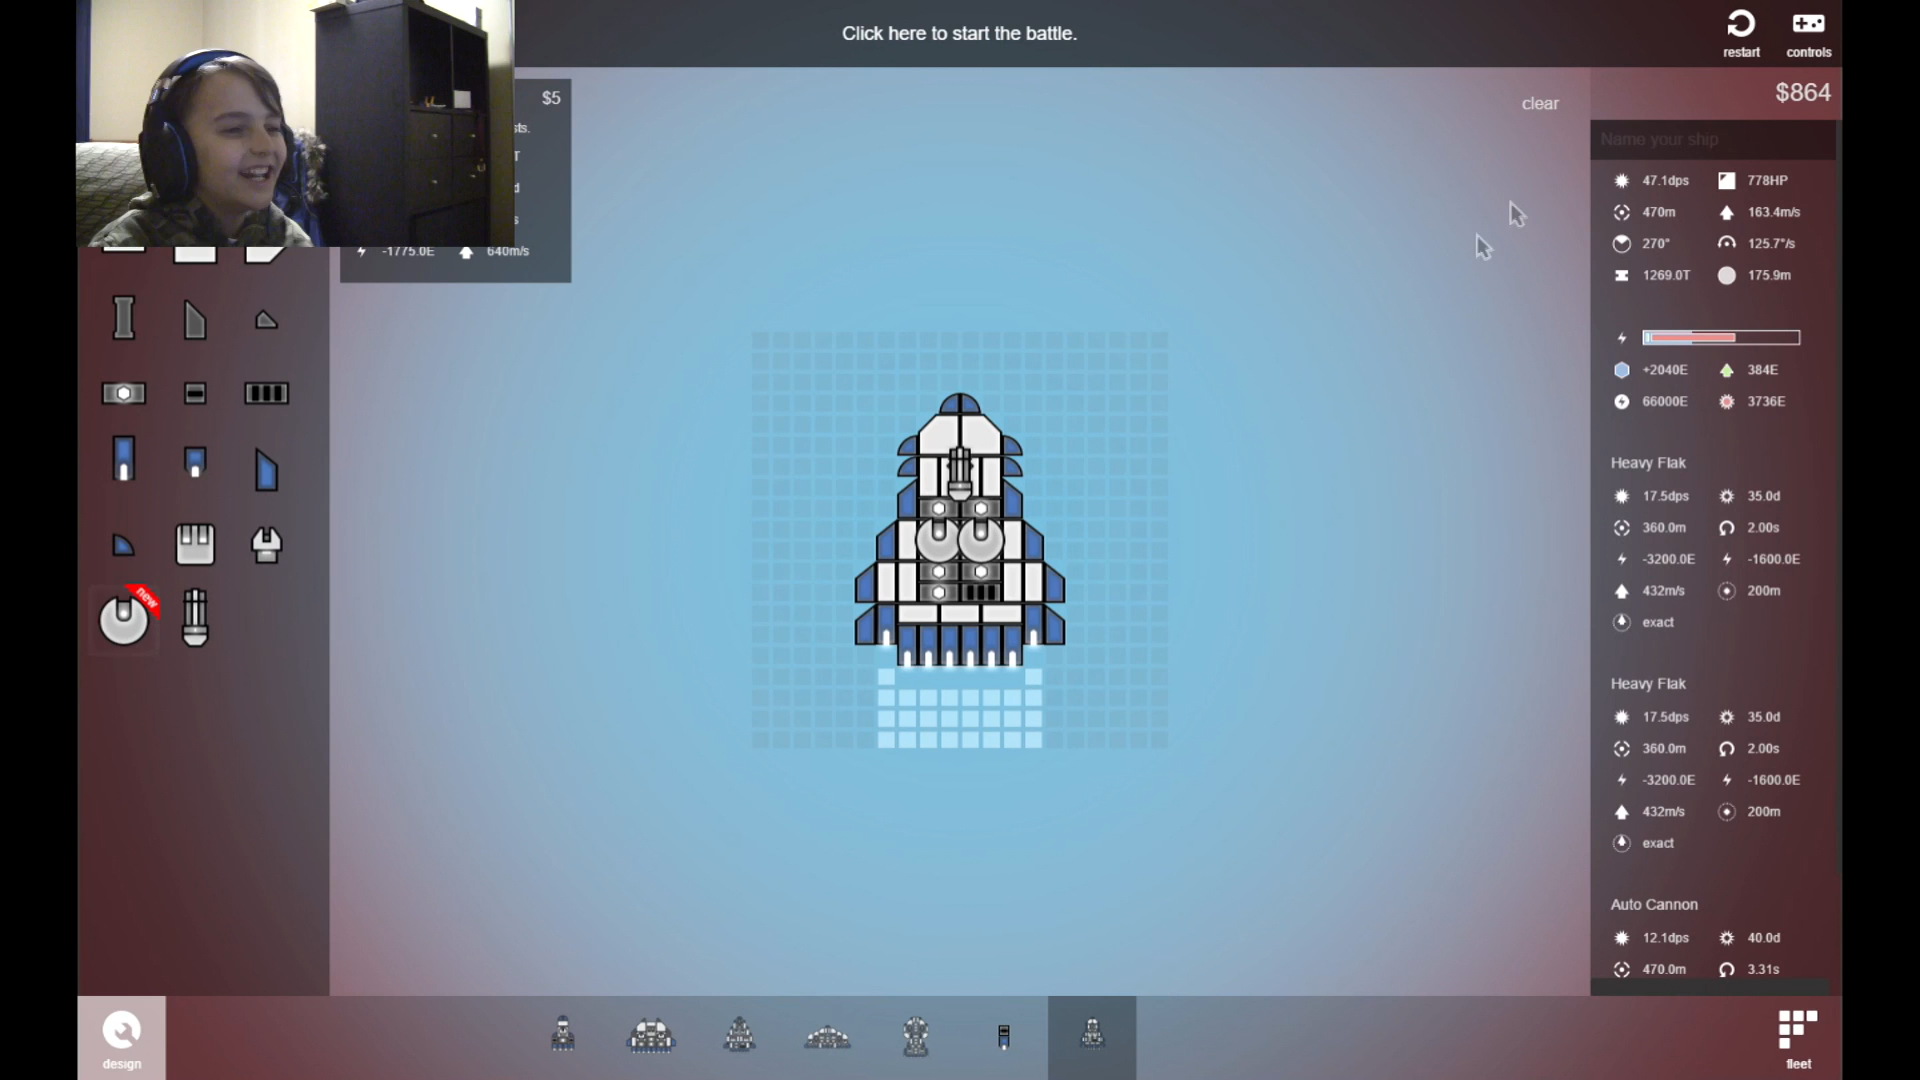 Click here to start the battle.
restart
controls
$5
sts.
T
d
s
-1775.0E 640m/s
clear
$864
Name your ship
47.1dps 778HP
470m 163.4m/s
270° 125.7°/s
1269.0T 175.9m
+2040E 384E
66000E 3736E
Heavy Flak
17.5dps 35.0d
360.0m 2.00s
-3200.0E -1600.0E
432m/s 200m
exact
Heavy Flak
17.5dps 35.0d
360.0m 2.00s
-3200.0E -1600.0E
432m/s 200m
exact
Auto Cannon
12.1dps 40.0d
470.0m 3.31s
new
design
fleet